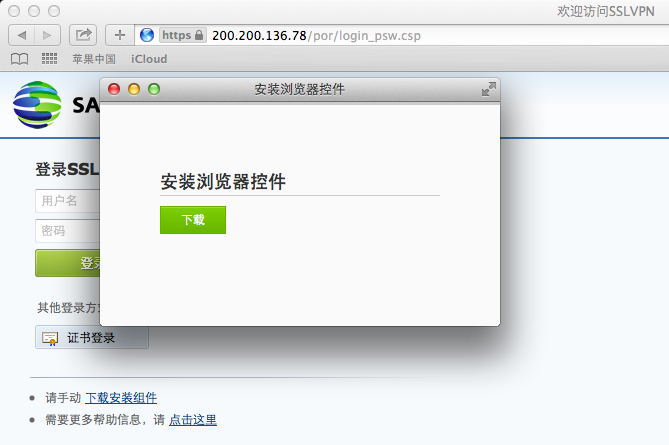 欢迎访问SSLVPN
https 200.200.136.78/por/login_psw.csp
苹果中国 iCloud
SA
安装浏览器控件
登录SSL
安装浏览器控件
用户名
下载
密码
登录
其他登录方
证书登录
请手动 下载安装组件
需要更多帮助信息，请 点击这里